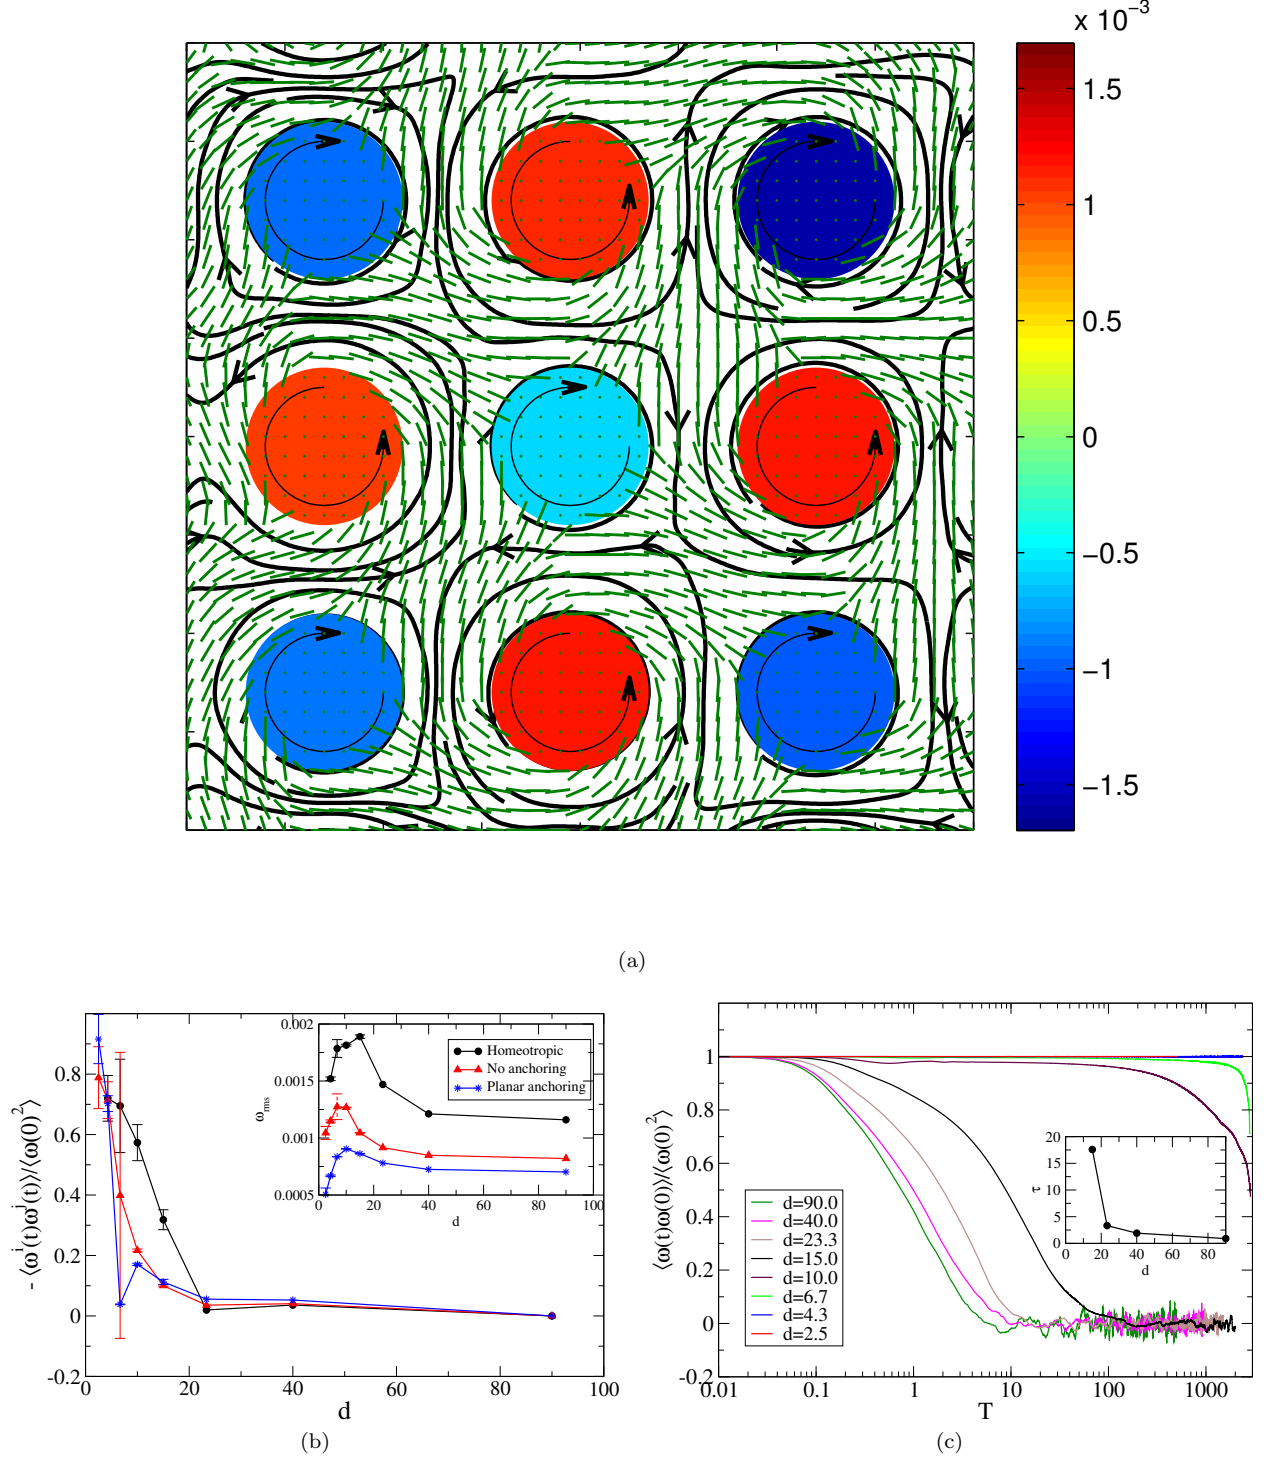 x 10⁻³
1.5
1
0.5
0
−0.5
−1
−1.5
(a)
- ⟨ωⁱ(t)ωʲ(t)⟩/⟨ω(0)²⟩
0.8
0.6
0.4
0.2
0
-0.2
0 20 40 60 80 100
d
ω_rms
0.002
0.0015
0.001
0.0005
0 20 40 60 80 100
d
Homeotropic
No anchoring
Planar anchoring
(b)
⟨ω(t)ω(0)⟩/⟨ω(0)²⟩
1
0.8
0.6
0.4
0.2
0
-0.2
0.01 0.1 1 10 100 1000
T
d=90.0
d=40.0
d=23.3
d=15.0
d=10.0
d=6.7
d=4.3
d=2.5
τ
20
15
10
5
0
0 20 40 60 80
d
(c)